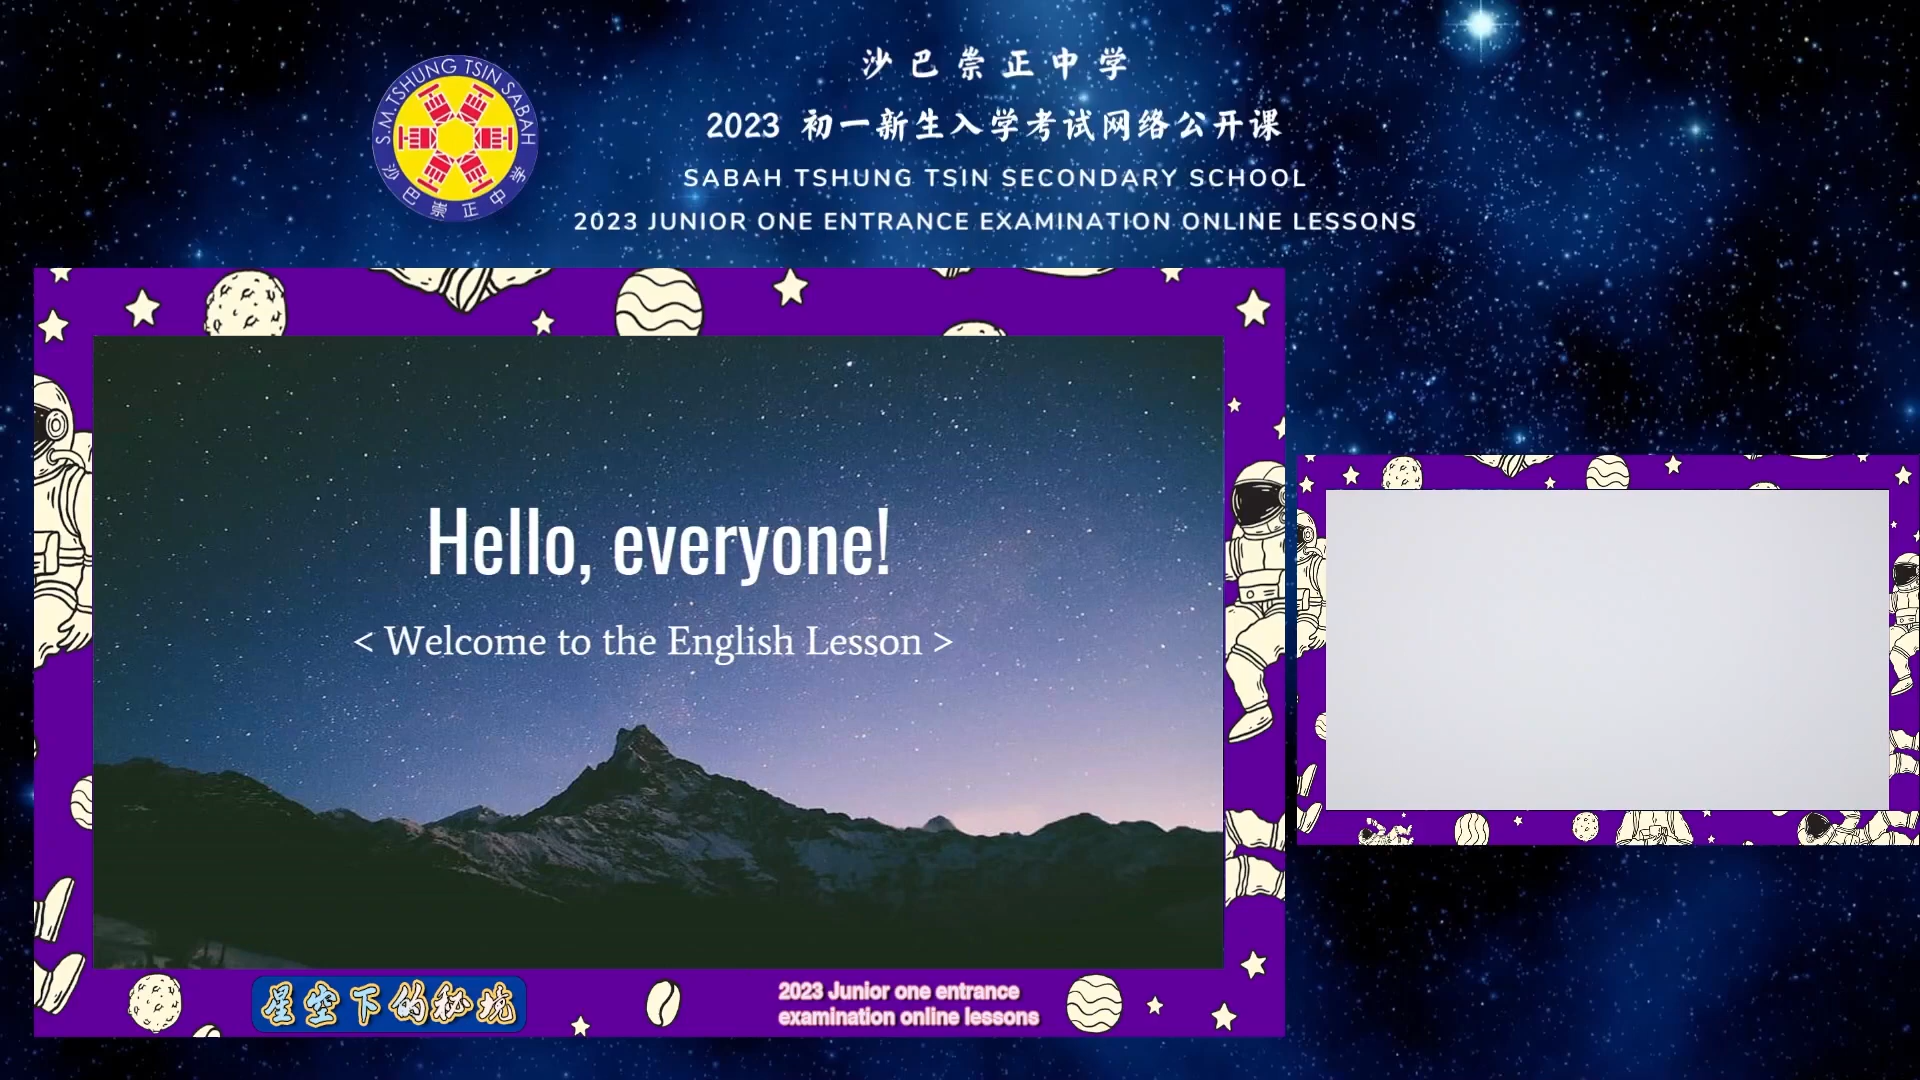 S.M TSHUNG TSIN SABAH
沙巴崇正中学
沙巴崇正中学
2023 初一新生入学考试网络公开课
SABAH TSHUNG TSIN SECONDARY SCHOOL
2023 JUNIOR ONE ENTRANCE EXAMINATION ONLINE LESSONS
Hello, everyone!
< Welcome to the English Lesson >
星空下的秘境
2023 Junior one entrance
examination online lessons